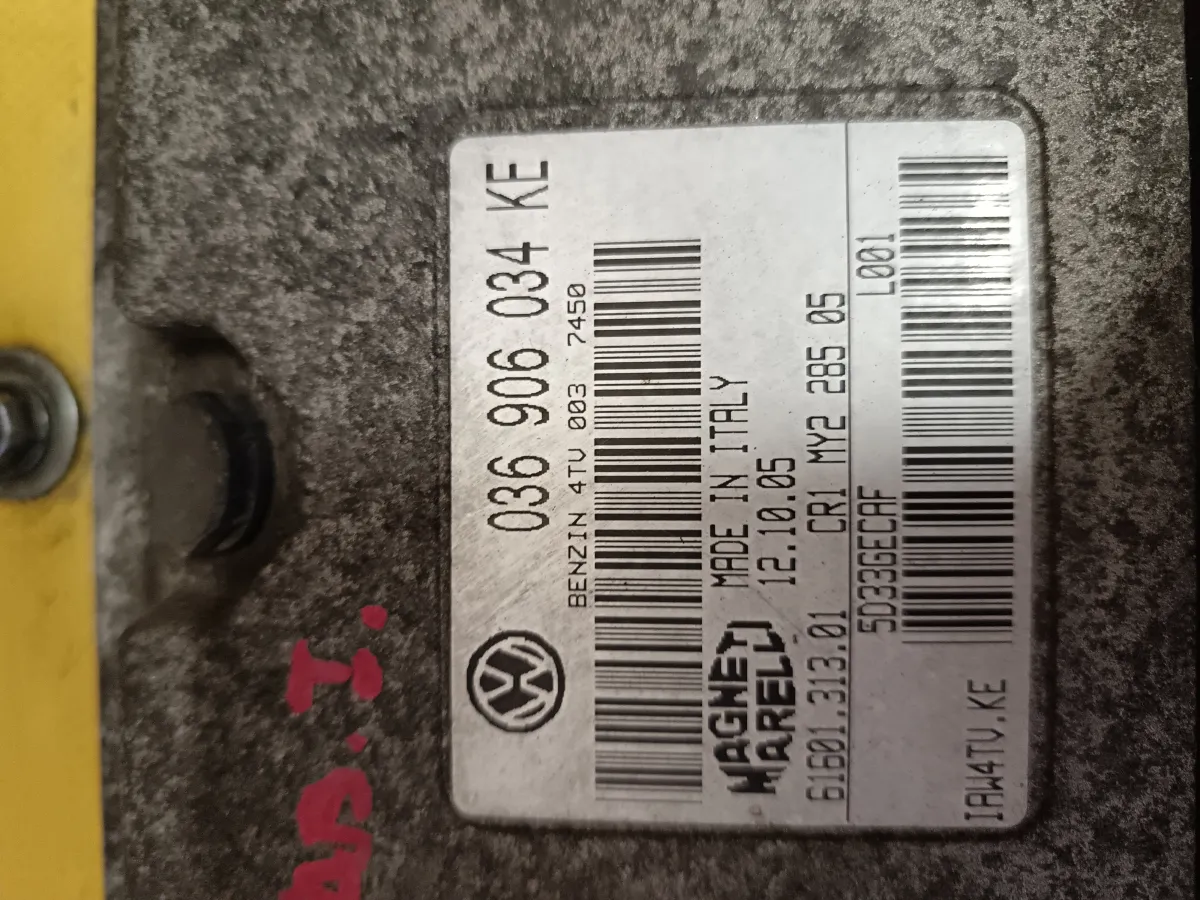 036 906 034 KE
BENZIN 4TV 003 7450
MAGNETI MARELLI
MADE IN ITALY
12.10.05
61601.313.01 CR1 MY2 285 05
5D336ECAF L001
IAW4TV.KE
.I.